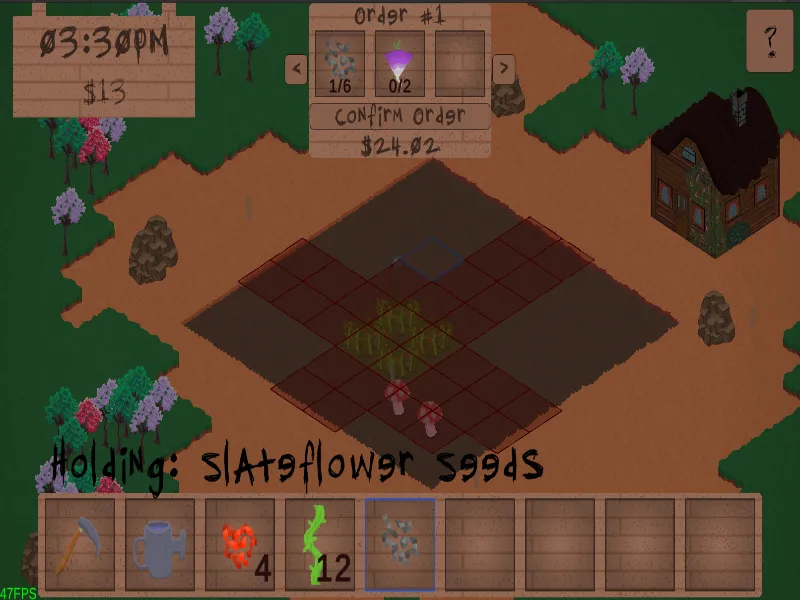 03:30PM
$13
Order #1
<
1/6
0/2
>
Confirm Order
$24.02
?
Holding: Slateflower Seeds
4
12
47FPS